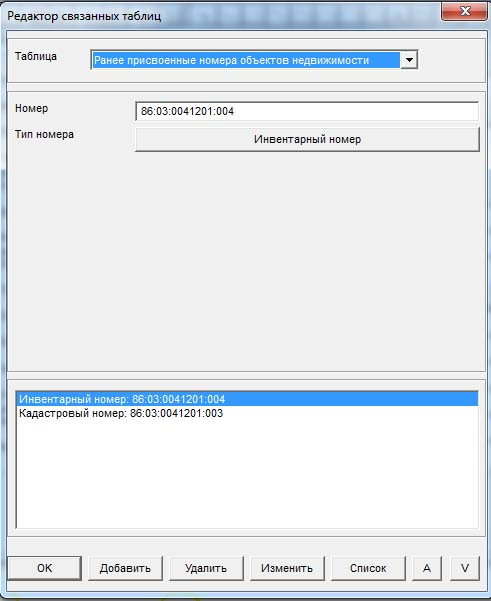 Редактор связанных таблиц
Таблица Ранее присвоенные номера объектов недвижимости
Номер 86:03:0041201:004
Тип номера Инвентарный номер
Инвентарный номер: 86:03:0041201:004
Кадастровый номер: 86:03:0041201:003
OK Добавить Удалить Изменить Список A V